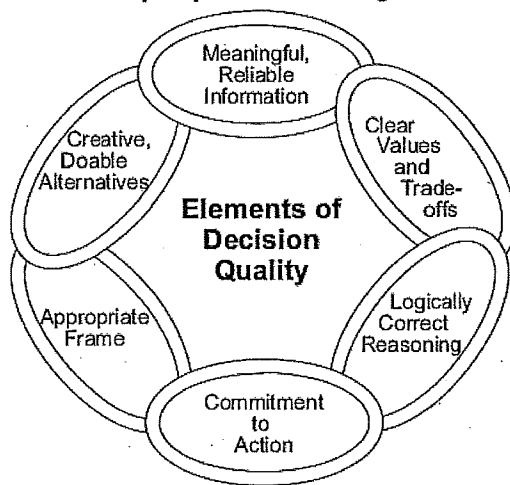 Meaningful,
Reliable
Information
Clear
Values
and
Trade-
offs
Logically
Correct
Reasoning
Commitment
to
Action
Appropriate
Frame
Creative,
Doable
Alternatives
Elements of
Decision
Quality